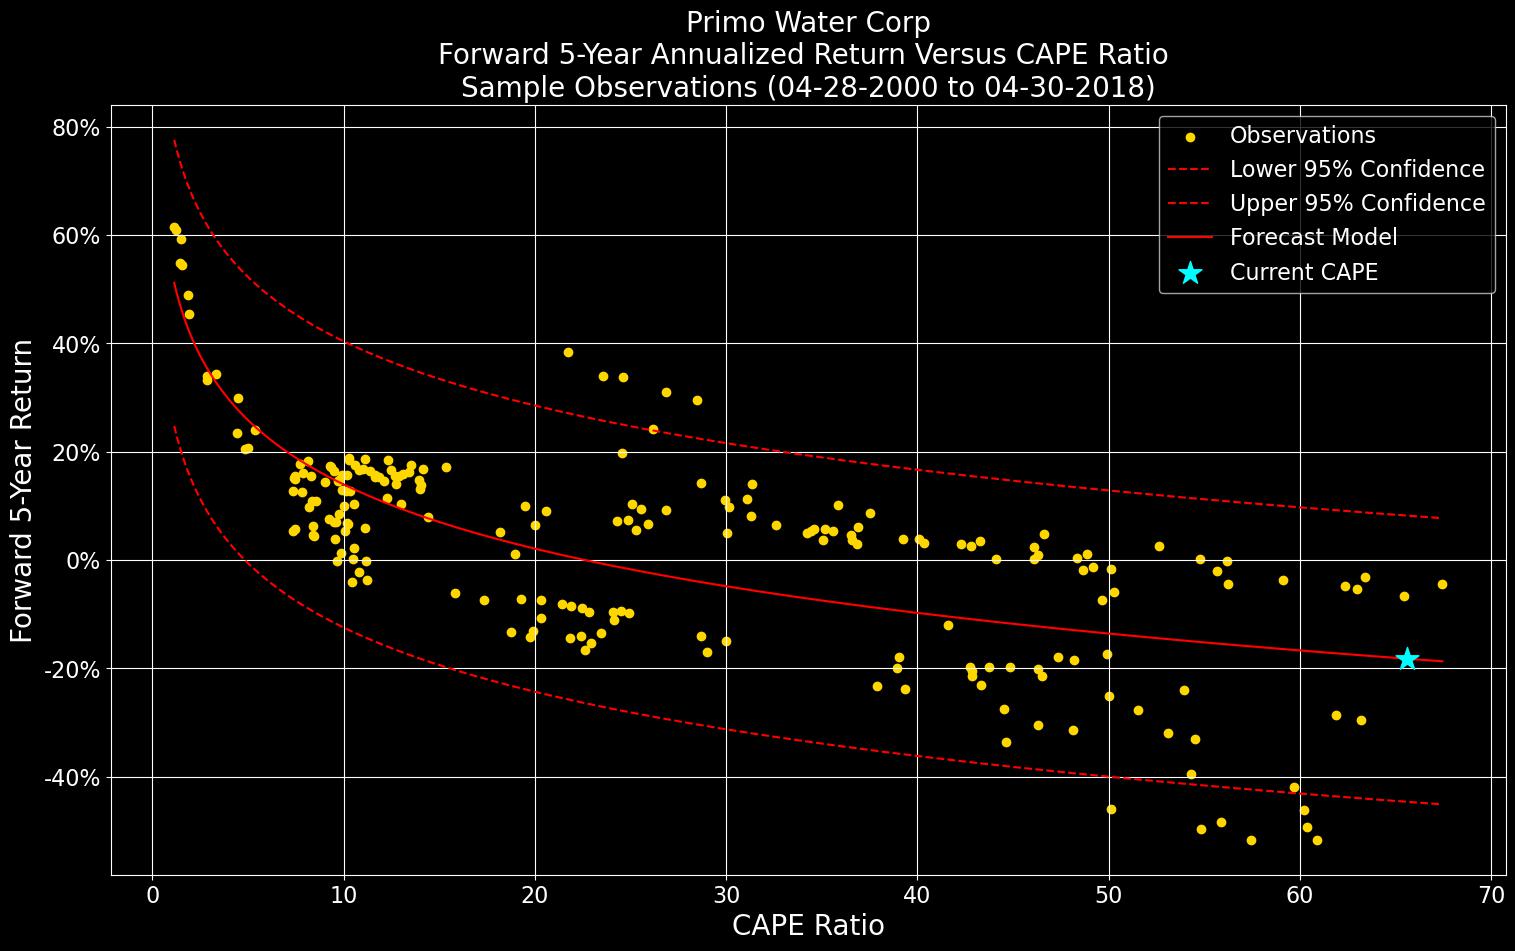 Primo Water Corp
Forward 5-Year Annualized Return Versus CAPE Ratio
Sample Observations (04-28-2000 to 04-30-2018)
80%
60%
40%
20%
0%
-20%
-40%
Forward 5-Year Return
Observations
Lower 95% Confidence
Upper 95% Confidence
Forecast Model
Current CAPE
0 10 20 30 40 50 60 70
CAPE Ratio